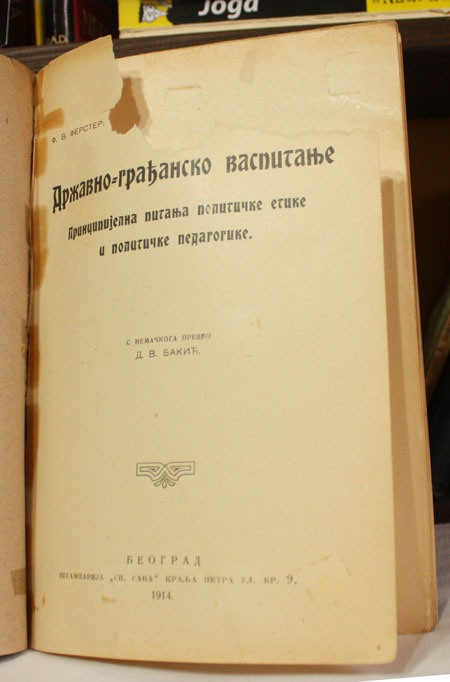 Joga
Ф. В. ФЕРСТЕР:
Државно-грађанско васпитање
Принципијелна питања политичке етике
и политичке педагогике.
С НЕМАЧКОГА ПРЕВЕО
Д. В. БАКИЋ.
БЕОГРАД
ШТАМПАРИЈА „СВ. САВА“ КРАЉА ПЕТРА УЛ. БР. 9.
1914.